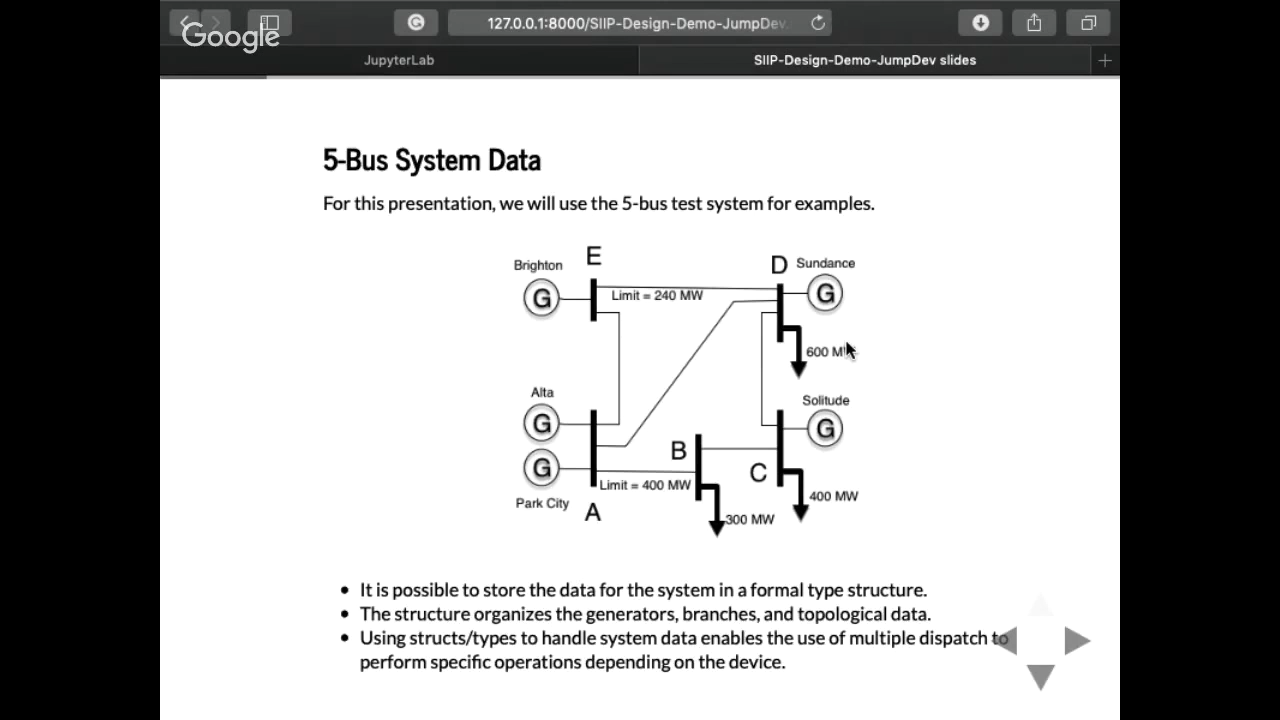 Google
127.0.0.1:8000/SIIP-Design-Demo-JumpDev
JupyterLab
SIIP-Design-Demo-JumpDev slides
5-Bus System Data
For this presentation, we will use the 5-bus test system for examples.
E
D
Brighton
Sundance
G
G
Limit = 240 MW
600
Alta
Solitude
G
G
B
C
G
Limit = 400 MW
400 MW
Park City
A
300 MW
• It is possible to store the data for the system in a formal type structure.
• The structure organizes the generators, branches, and topological data.
• Using structs/types to handle system data enables the use of multiple dispatch to
perform specific operations depending on the device.